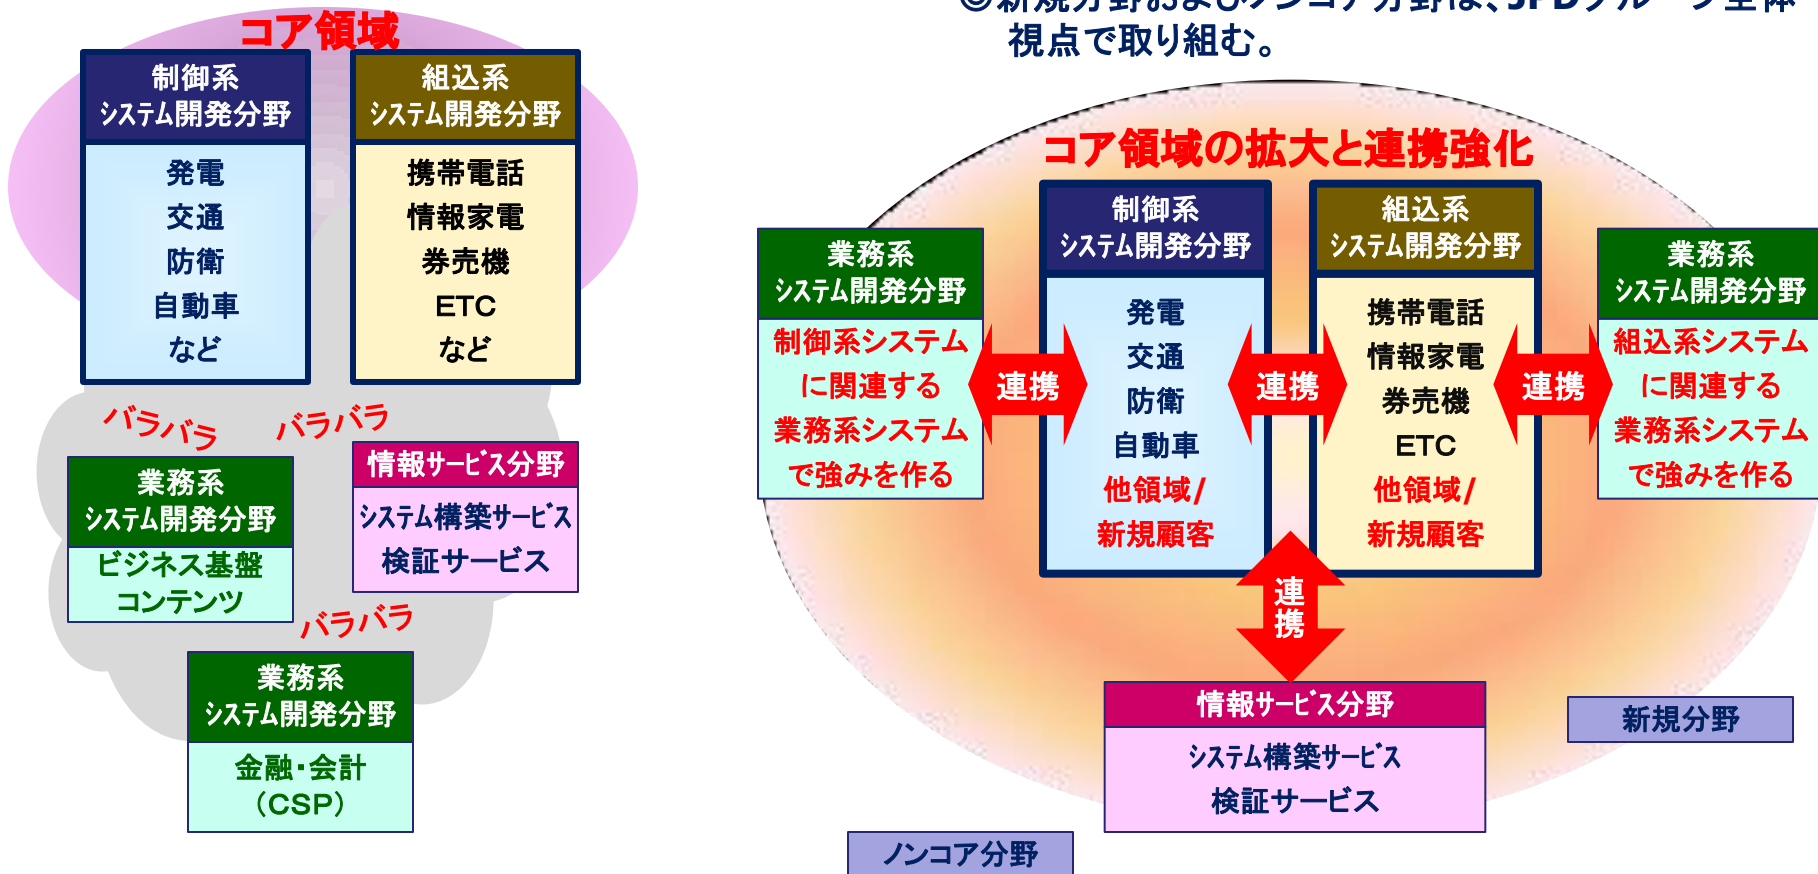 ◎新規分野およびノンコア分野は、JPDグループ全体
視点で取り組む。
コア領域
制御系
システム開発分野
発電
交通
防衛
自動車
など
組込系
システム開発分野
携帯電話
情報家電
券売機
ETC
など
バラバラ
バラバラ
業務系
システム開発分野
ビジネス基盤
コンテンツ
情報サービス分野
システム構築サービス
検証サービス
バラバラ
業務系
システム開発分野
金融・会計
（CSP）
コア領域の拡大と連携強化
業務系
システム開発分野
制御系システム
に関連する
業務系システム
で強みを作る
連携
制御系
システム開発分野
発電
交通
防衛
自動車
他領域/
新規顧客
連携
組込系
システム開発分野
携帯電話
情報家電
券売機
ETC
他領域/
新規顧客
連携
業務系
システム開発分野
組込系システム
に関連する
業務系システム
で強みを作る
連携
情報サービス分野
システム構築サービス
検証サービス
新規分野
ノンコア分野